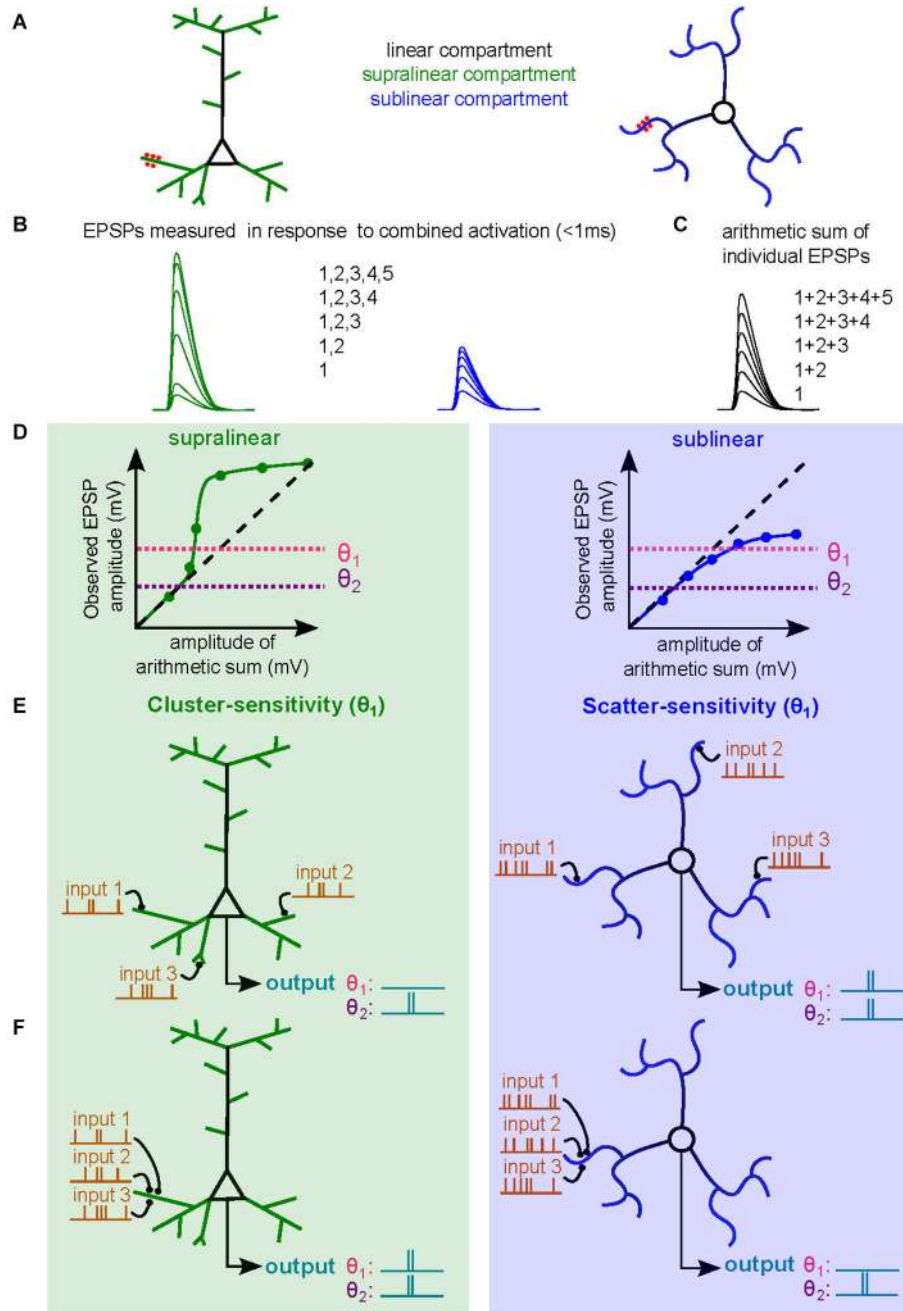 A
linear compartment
supralinear compartment
sublinear compartment
B
EPSPs measured in response to combined activation (<1ms)
1,2,3,4,5
1,2,3,4
1,2,3
1,2
1
C
arithmetic sum of
individual EPSPs
1+2+3+4+5
1+2+3+4
1+2+3
1+2
1
D
supralinear
Observed EPSP
amplitude (mV)
θ1
θ2
amplitude of
arithmetic sum (mV)
sublinear
Observed EPSP
amplitude (mV)
θ1
θ2
amplitude of
arithmetic sum (mV)
E
Cluster-sensitivity (θ1)
input 1
input 2
input 3
output
θ1:
θ2:
Scatter-sensitivity (θ1)
input 2
input 1
input 3
output
θ1:
θ2:
F
input 1
input 2
input 3
output
θ1:
θ2:
input 1
input 2
input 3
output
θ1:
θ2: